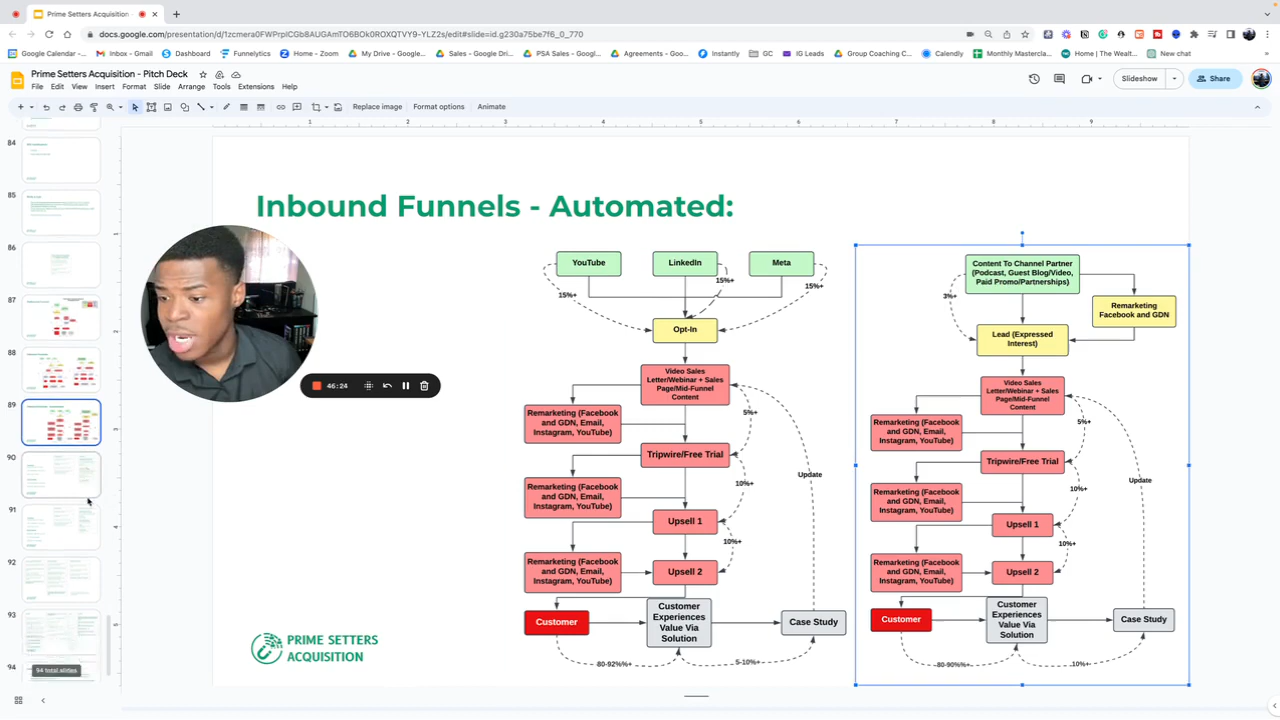 Prime Setters Acquisition
docs.google.com/presentation/d/1zcmera0FWPrpICGb8AUGAmTO6BOk0ROXQTVY9-YLZ2s/edit#slide=id.g230a75be7f6_0_770
Google Calendar -...
Inbox - Gmail
Dashboard
Funnelytics
Home - Zoom
My Drive - Google...
Sales - Google Dri...
PSA Sales - Googl...
Agreements - Goo...
Instantly
GC
IG Leads
Group Coaching C...
Calendly
Monthly Mastercla...
Home | The Wealt...
New chat
Prime Setters Acquisition - Pitch Deck
File Edit View Insert Format Slide Arrange Tools Extensions Help
Slideshow
Share
Replace image
Format options
Animate
1 2 3 4 5 6 7 8 9
84
85
86
87
88
89
90
91
92
93
94
94 total slides
Inbound Funnels - Automated:
46:24
YouTube
LinkedIn
Meta
15%+
15%+
15%+
Opt-In
Video Sales
Letter/Webinar + Sales
Page/Mid-Funnel
Content
Remarketing (Facebook
and GDN, Email,
Instagram, YouTube)
5%+
Tripwire/Free Trial
Update
Remarketing (Facebook
and GDN, Email,
Instagram, YouTube)
10%+
Upsell 1
10%+
Remarketing (Facebook
and GDN, Email,
Instagram, YouTube)
Upsell 2
Customer
Customer
Experiences
Value Via
Solution
Case Study
80-92%%+
5-10%+
Content To Channel Partner
(Podcast, Guest Blog/Video,
Paid Promo/Partnerships)
3%+
Remarketing
Facebook and GDN
Lead (Expressed
Interest)
Video Sales
Letter/Webinar + Sales
Page/Mid-Funnel
Content
Remarketing (Facebook
and GDN, Email,
Instagram, YouTube)
5%+
Tripwire/Free Trial
Update
Remarketing (Facebook
and GDN, Email,
Instagram, YouTube)
10%+
Upsell 1
10%+
Remarketing (Facebook
and GDN, Email,
Instagram, YouTube)
Upsell 2
Customer
Customer
Experiences
Value Via
Solution
Case Study
80-90%%+
10%+
PRIME SETTERS
ACQUISITION